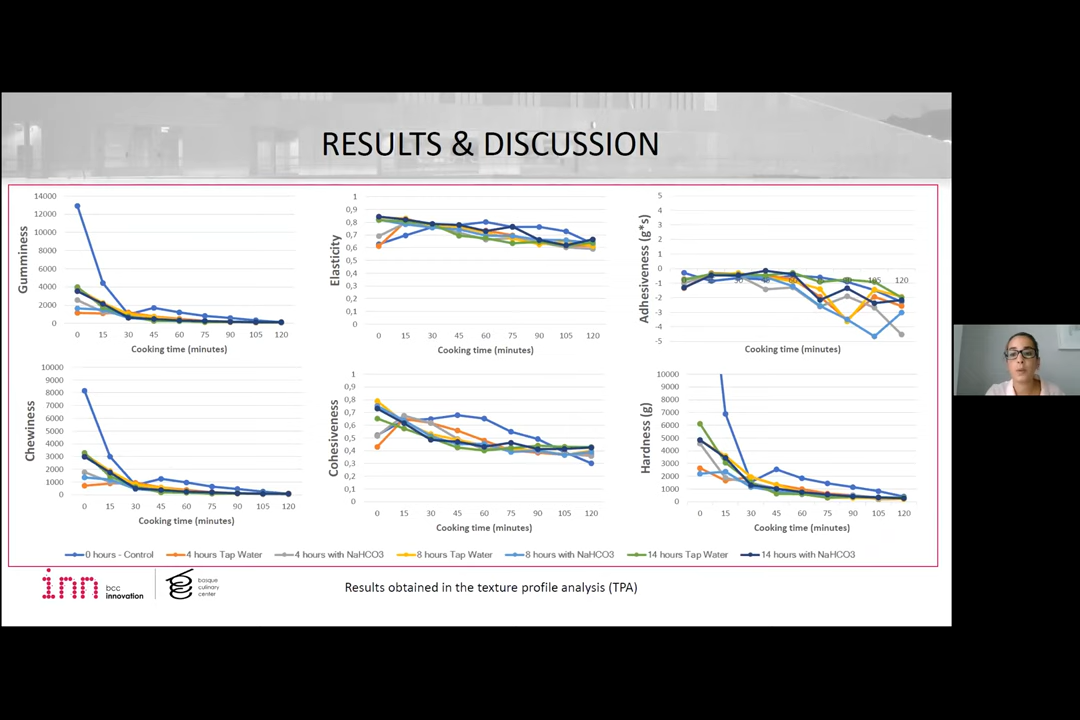 RESULTS & DISCUSSION
Gumminess
14000
12000
10000
8000
6000
4000
2000
0
0 15 30 45 60 75 90 105 120
Cooking time (minutes)
Elasticity
1
0,9
0,8
0,7
0,6
0,5
0,4
0,3
0,2
0,1
0
0 15 30 45 60 75 90 105 120
Cooking time (minutes)
Adhesiveness (g*s)
5
4
3
2
1
0
-1
-2
-3
-4
-5
105 120
Cooking time (minutes)
Chewiness
10000
9000
8000
7000
6000
5000
4000
3000
2000
1000
0
0 15 30 45 60 75 90 105 120
Cooking time (minutes)
Cohesiveness
1
0,9
0,8
0,7
0,6
0,5
0,4
0,3
0,2
0,1
0
0 15 30 45 60 75 90 105 120
Cooking time (minutes)
Hardness (g)
10000
9000
8000
7000
6000
5000
4000
3000
2000
1000
0
0 15 30 45 60 75 90 105 120
Cooking time (minutes)
0 hours - Control 4 hours Tap Water 4 hours with NaHCO3 8 hours Tap Water 8 hours with NaHCO3 14 hours Tap Water 14 hours with NaHCO3
inn
bcc
innovation
basque
culinary
center
Results obtained in the texture profile analysis (TPA)